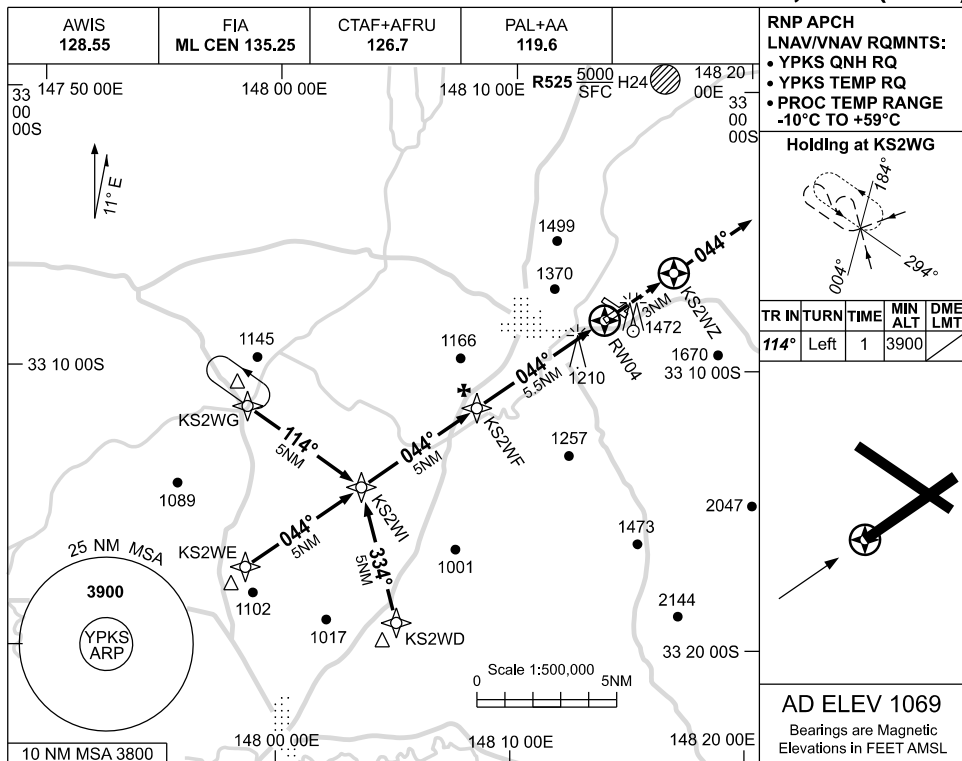 AWIS
128.55
FIA
ML CEN 135.25
CTAF+AFRU
126.7
PAL+AA
119.6
RNP APCH
LNAV/VNAV RQMNTS:
• YPKS QNH RQ
• YPKS TEMP RQ
• PROC TEMP RANGE
-10°C TO +59°C
147 50 00E
148 00 00E
148 10 00E
148 20
00E
R525 5000
SFC H24
33
00
00S
33
00
00S
11° E
Holding at KS2WG
184°
004°
294°
TR IN
TURN
TIME
MIN
ALT
DME
LMT
114°
Left
1
3900
1499
1370
044°
KS2WZ
3NM
1472
RW04
1210
1670
1145
1166
33 10 00S
33 10 00S
044°
5.5NM
KS2WG
114°
5NM
044°
5NM
KS2WF
1257
1089
KS2WI
2047
1473
044°
5NM
KS2WE
334°
5NM
1001
25 NM MSA
3900
YPKS
ARP
1102
1017
KS2WD
2144
33 20 00S
Scale 1:500,000
0
5NM
AD ELEV 1069
Bearings are Magnetic
Elevations in FEET AMSL
10 NM MSA 3800
148 00 00E
148 10 00E
148 20 00E